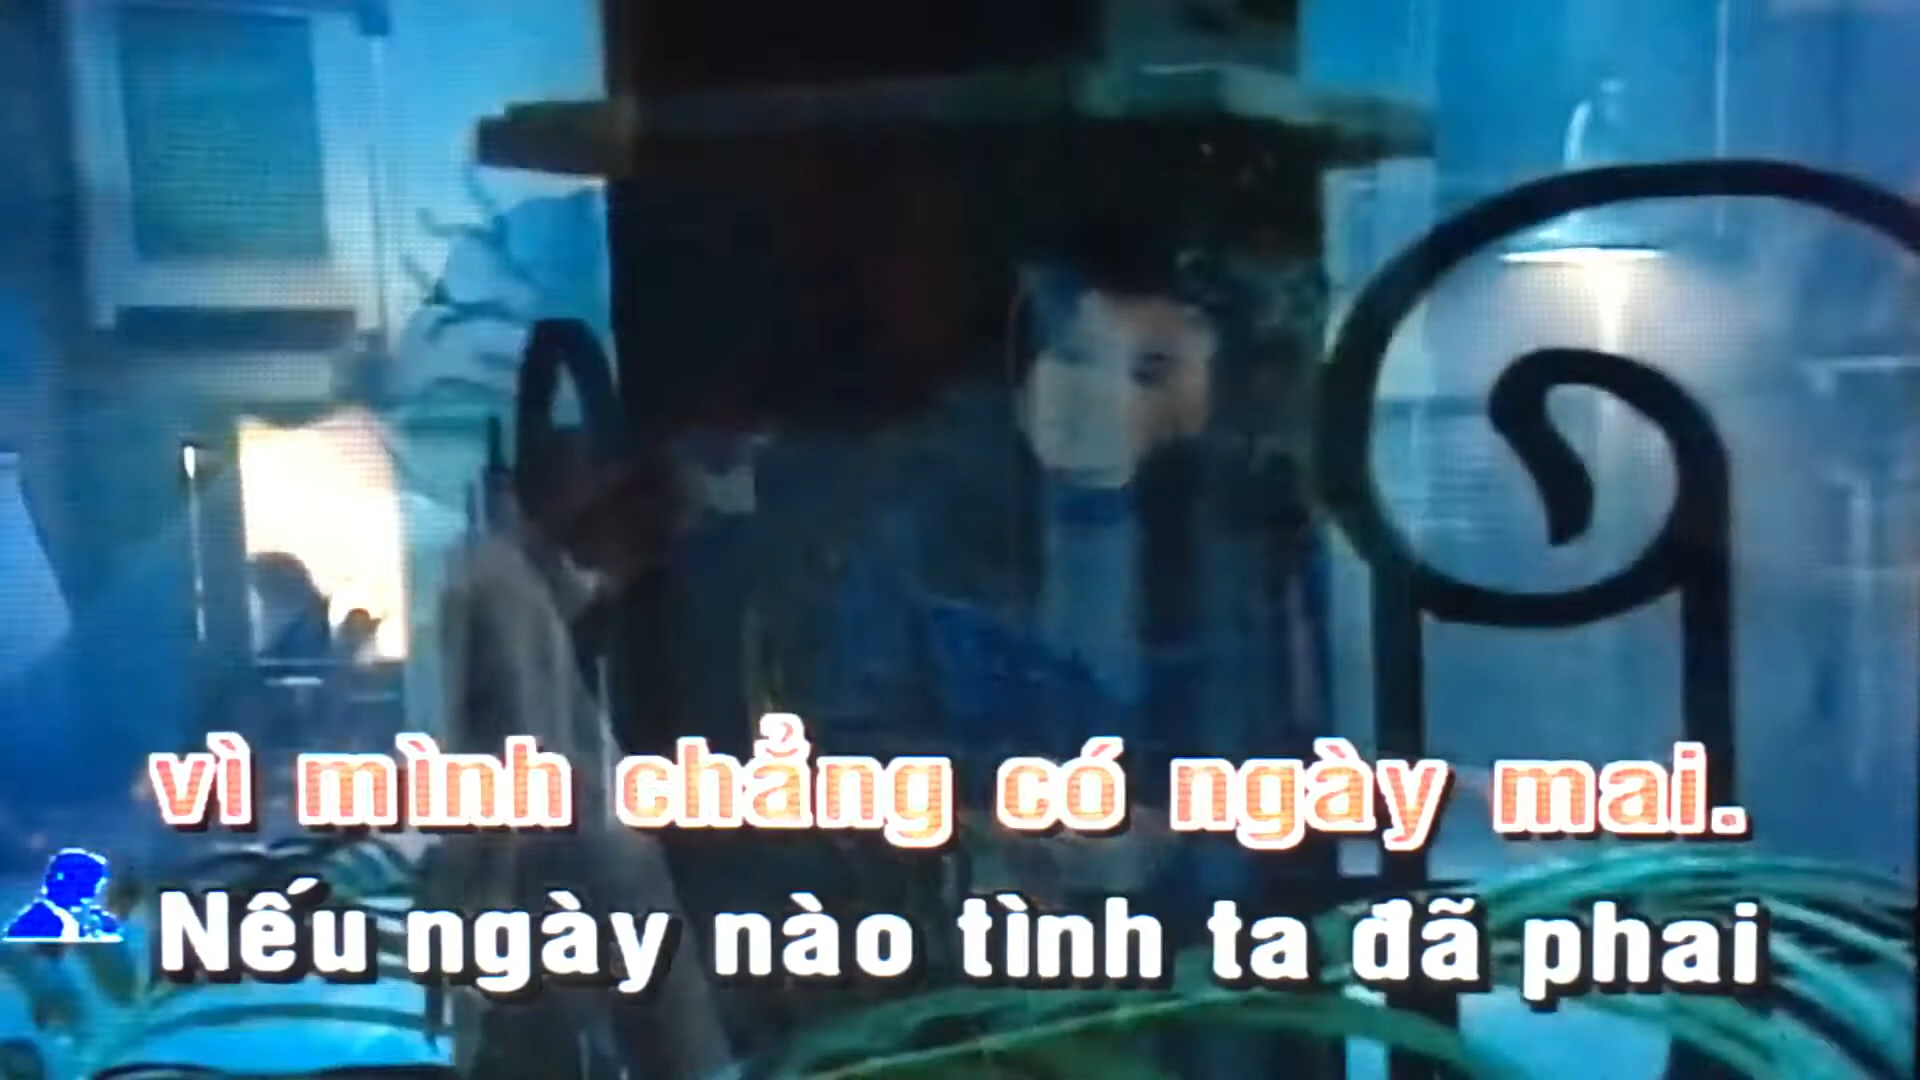 vì mình chẳng có ngày mai.
Nếu ngày nào tình ta đã phai